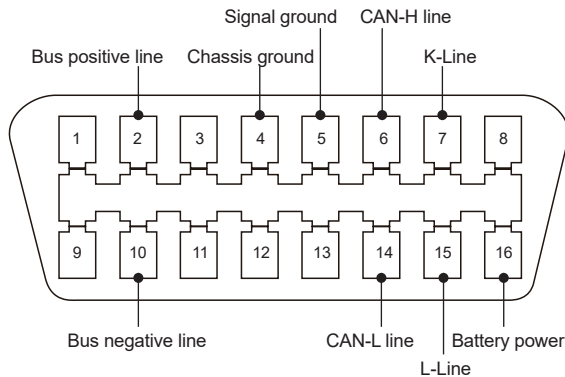 Signal ground CAN-H line
Bus positive line Chassis ground K-Line
1 2 3 4 5 6 7 8
9 10 11 12 13 14 15 16
Bus negative line CAN-L line Battery power
L-Line